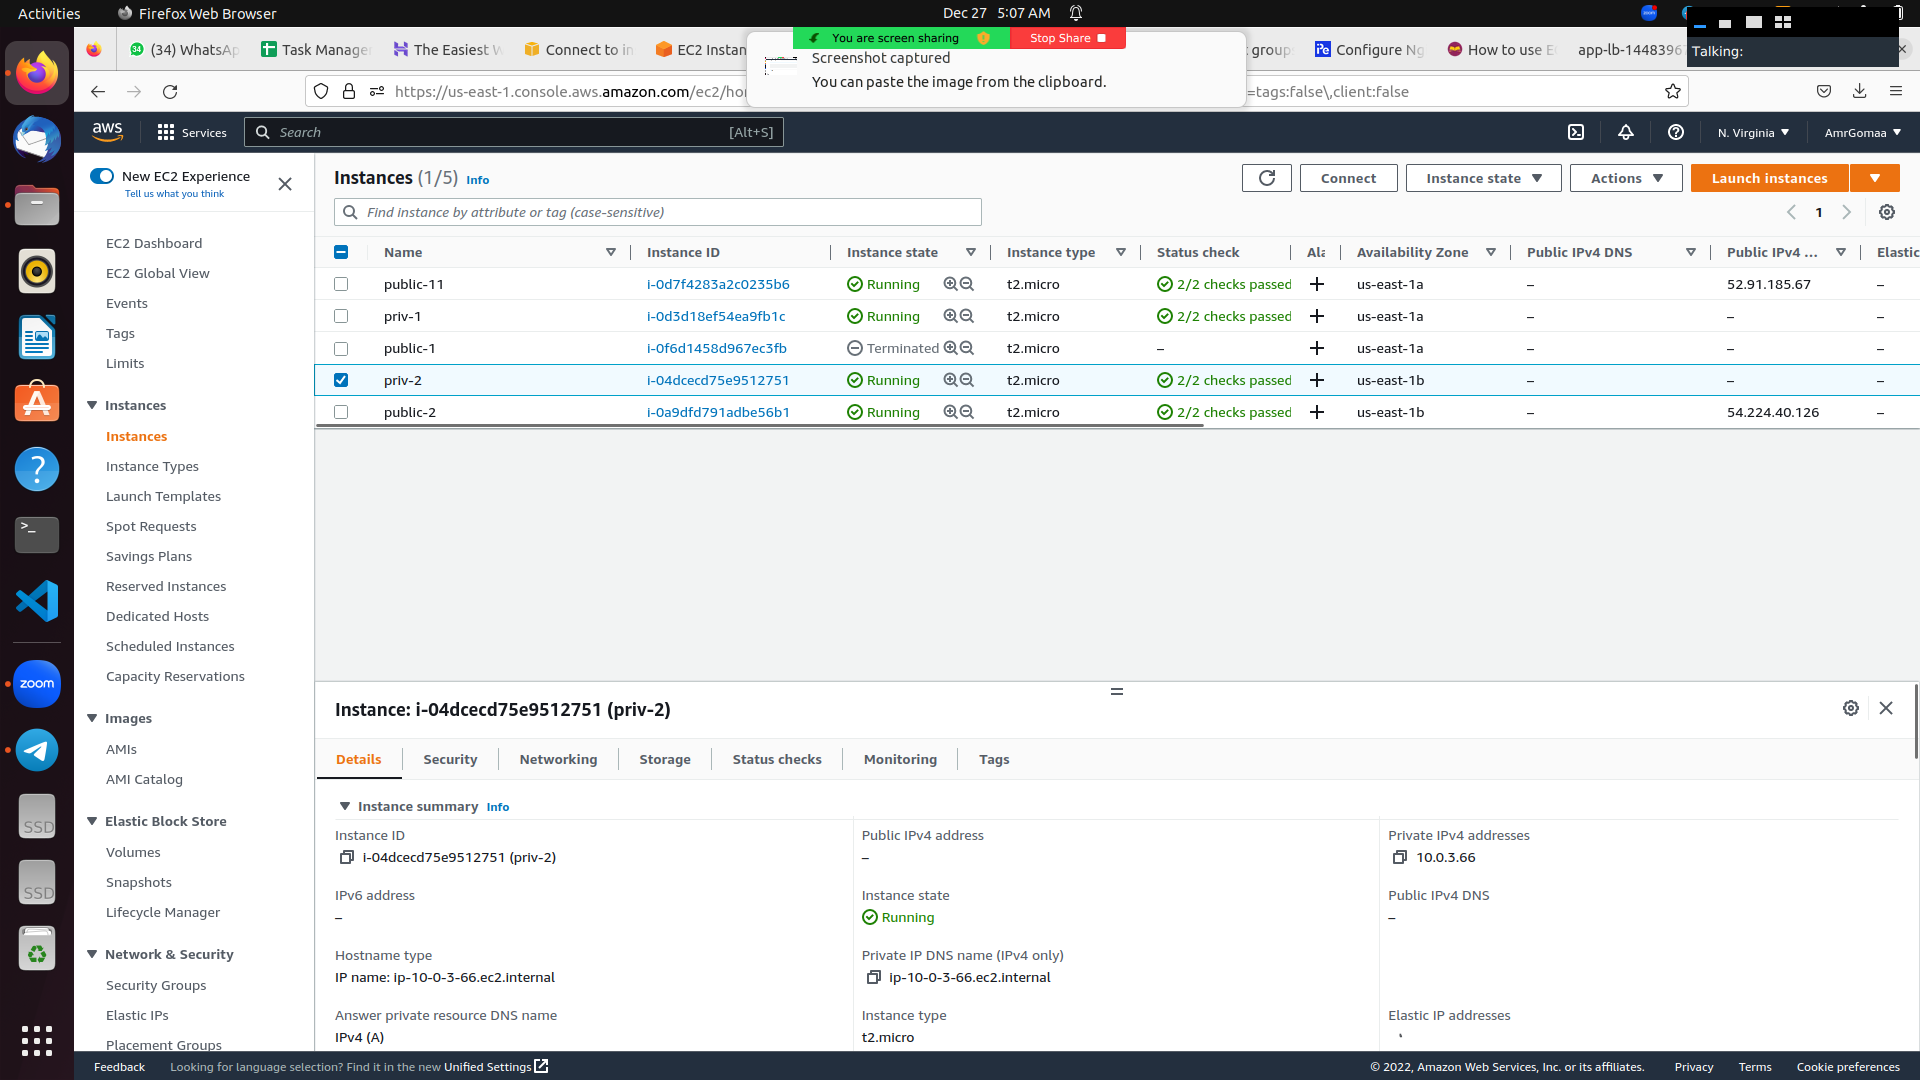 Activities
Firefox Web Browser
Dec 27 5:07 AM
(34) WhatsAp
Task Manager
The Easiest W
Connect to in
EC2 Instan
You are screen sharing
Stop Share
Screenshot captured
You can paste the image from the clipboard.
group
Configure Ng
How to use E
app-lb-1448396
Talking:
https://us-east-1.console.aws.amazon.com/ec2/ho
=tags:false\,client:false
aws
Services
Search
[Alt+S]
N. Virginia
AmrGomaa
New EC2 Experience
Tell us what you think
EC2 Dashboard
EC2 Global View
Events
Tags
Limits
Instances
Instances
Instance Types
Launch Templates
Spot Requests
Savings Plans
Reserved Instances
Dedicated Hosts
Scheduled Instances
Capacity Reservations
Images
AMIs
AMI Catalog
Elastic Block Store
Volumes
Snapshots
Lifecycle Manager
Network & Security
Security Groups
Elastic IPs
Placement Groups
Instances (1/5) Info
Connect
Instance state
Actions
Launch instances
Find instance by attribute or tag (case-sensitive)
1
Name Instance ID Instance state Instance type Status check Ala Availability Zone Public IPv4 DNS Public IPv4 ... Elastic
public-11 i-0d7f4283a2c0235b6 Running t2.micro 2/2 checks passed us-east-1a – 52.91.185.67 –
priv-1 i-0d3d18ef54ea9fb1c Running t2.micro 2/2 checks passed us-east-1a – – –
public-1 i-0f6d1458d967ec3fb Terminated t2.micro – us-east-1a – – –
priv-2 i-04dcecd75e9512751 Running t2.micro 2/2 checks passed us-east-1b – – –
public-2 i-0a9dfd791adbe56b1 Running t2.micro 2/2 checks passed us-east-1b – 54.224.40.126 –
Instance: i-04dcecd75e9512751 (priv-2)
Details Security Networking Storage Status checks Monitoring Tags
Instance summary Info
Instance ID
i-04dcecd75e9512751 (priv-2)
Public IPv4 address
–
Private IPv4 addresses
10.0.3.66
IPv6 address
–
Instance state
Running
Public IPv4 DNS
–
Hostname type
IP name: ip-10-0-3-66.ec2.internal
Private IP DNS name (IPv4 only)
ip-10-0-3-66.ec2.internal
Answer private resource DNS name
IPv4 (A)
Instance type
t2.micro
Elastic IP addresses
zoom
SSD
SSD
Feedback
Looking for language selection? Find it in the new Unified Settings
© 2022, Amazon Web Services, Inc. or its affiliates.
Privacy
Terms
Cookie preferences